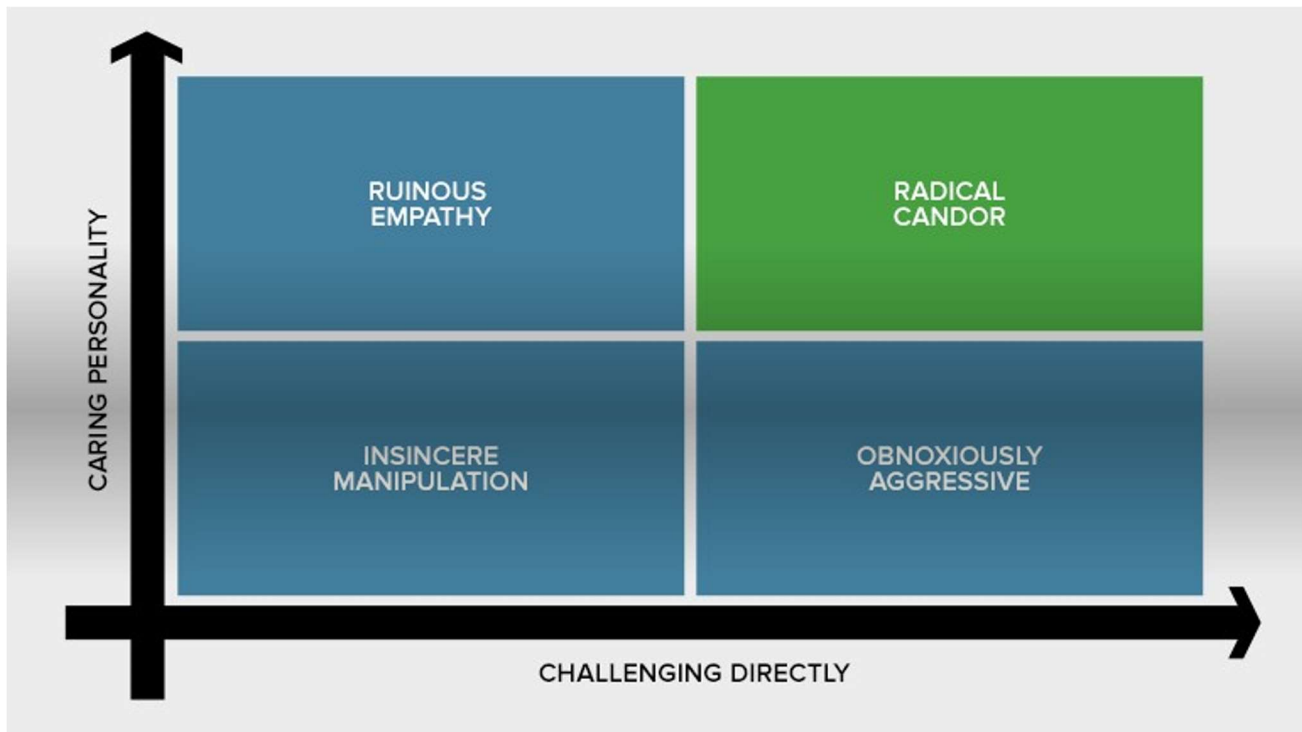 RUINOUS
EMPATHY
RADICAL
CANDOR
CARING PERSONALITY
INSINCERE
MANIPULATION
OBNOXIOUSLY
AGGRESSIVE
CHALLENGING DIRECTLY